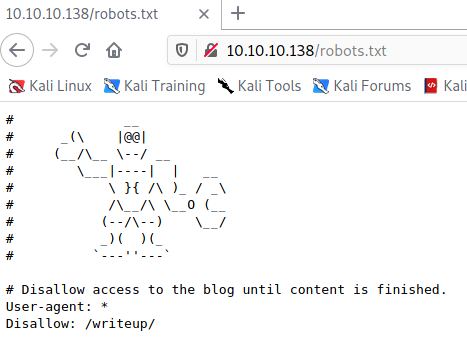 10.10.10.138/robots.txt
10.10.10.138/robots.txt
Kali Linux Kali Training Kali Tools Kali Forums Kali
#              __
#      _(\    |@@|
#     (__/\__ \--/ __
#        \___|----|  |   __
#            \ }{ /\ )_ / _\
#            /\__/\ \__O (__
#           (--/\--)    \__/
#           _)(  )(_
#          `---''---`
# Disallow access to the blog until content is finished.
User-agent: *
Disallow: /writeup/